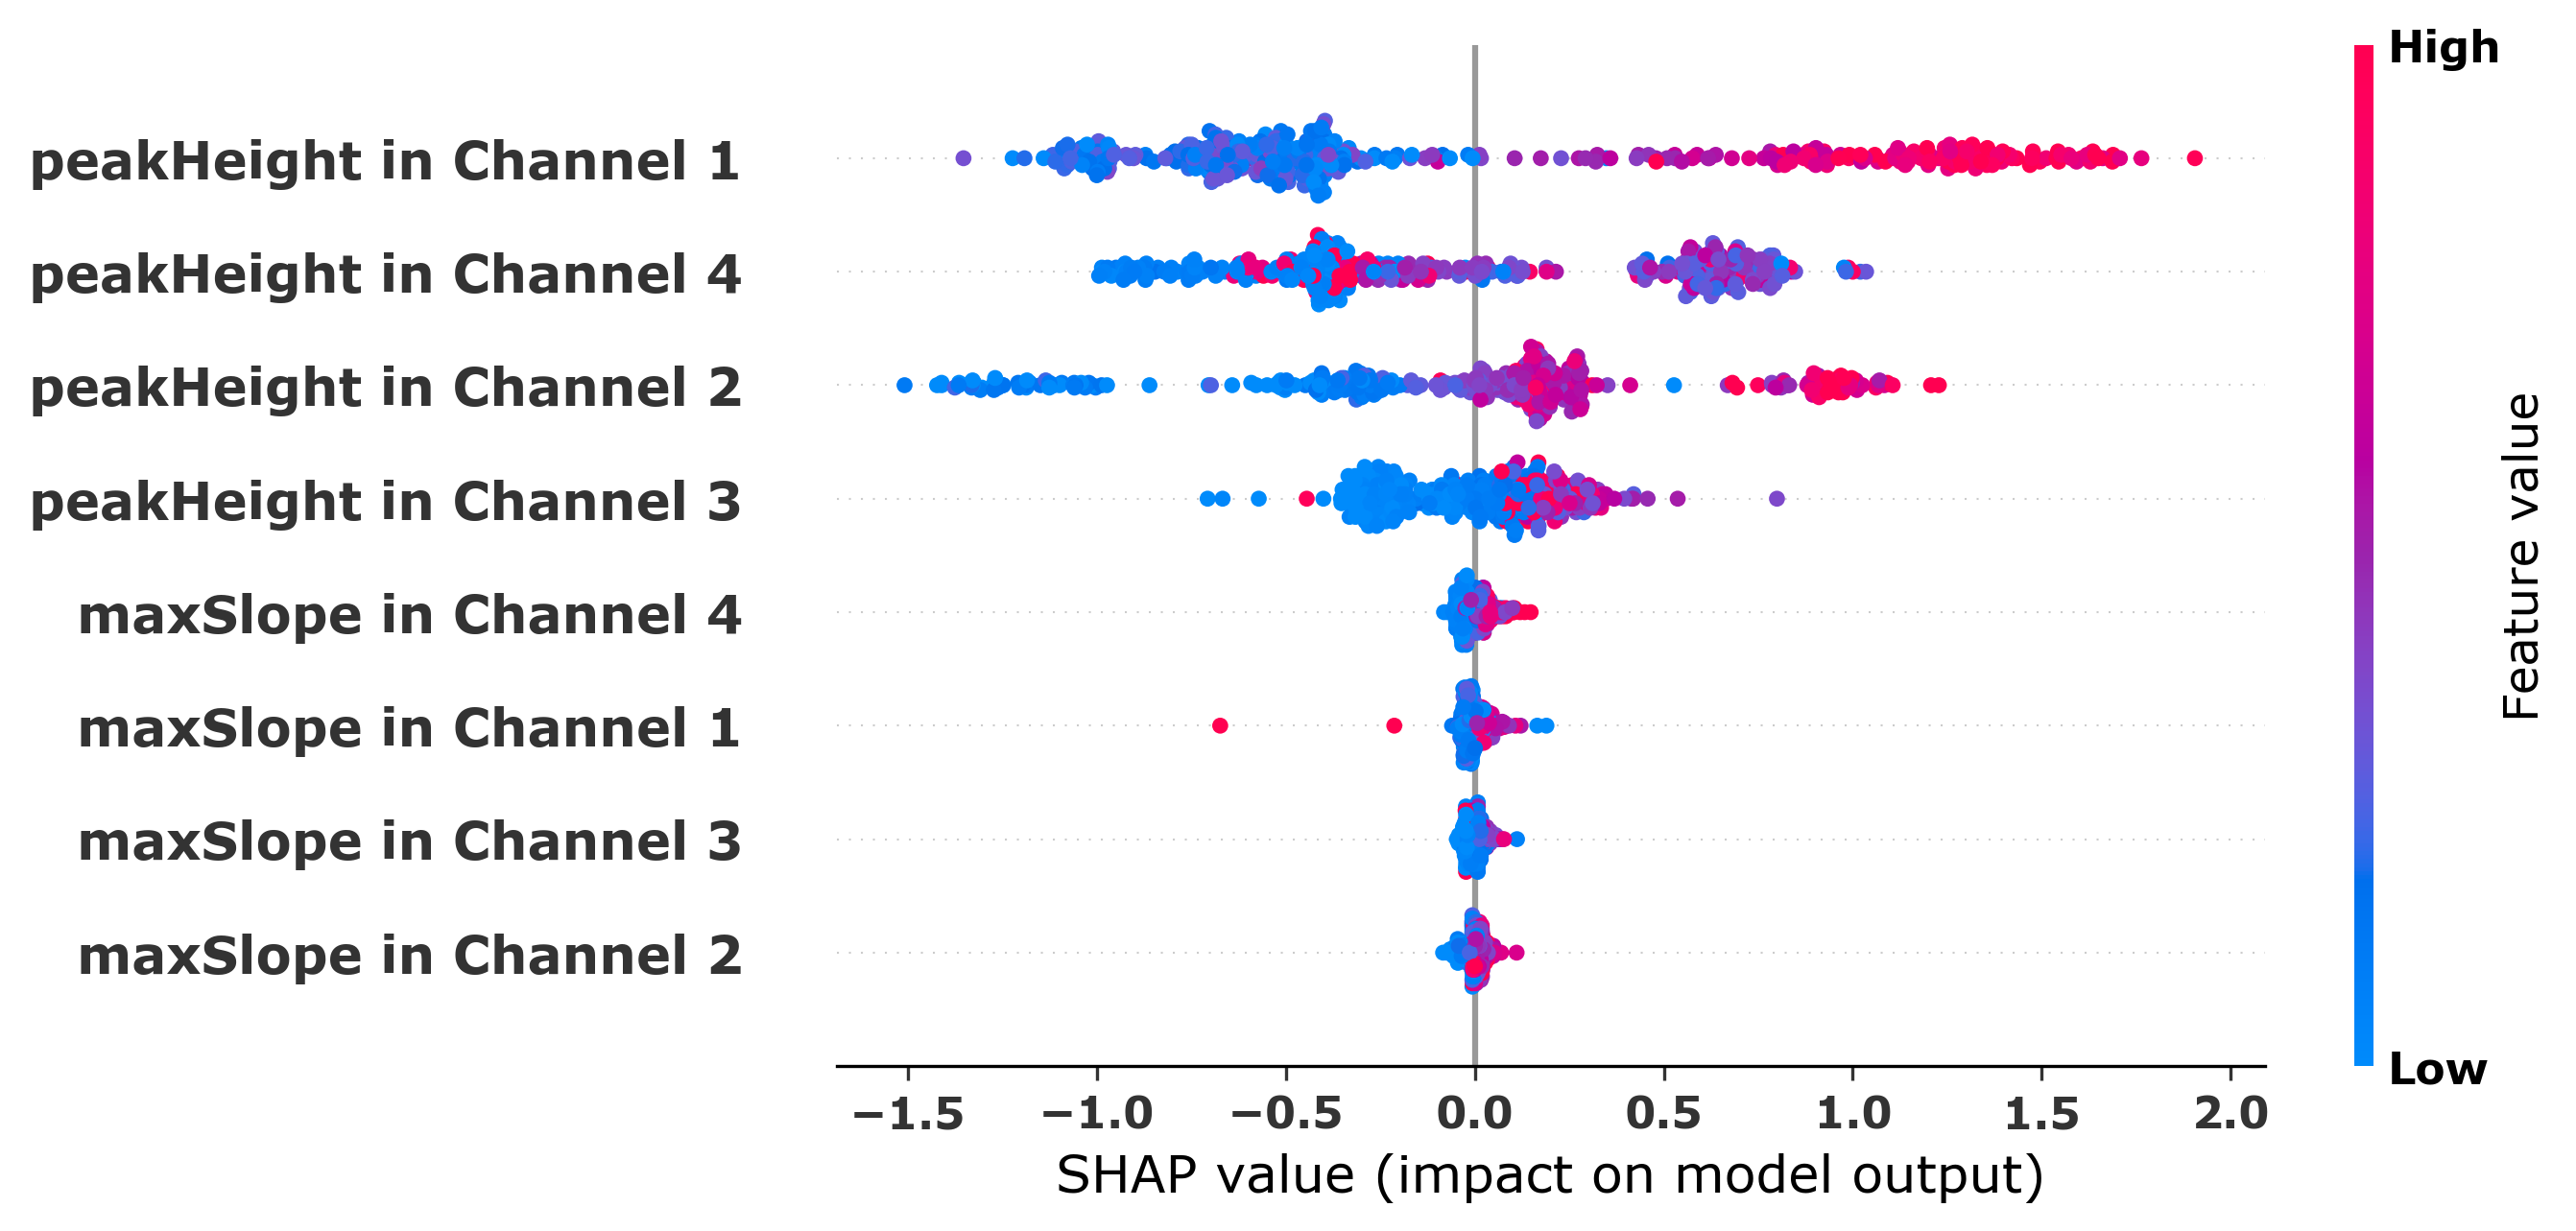 High
peakHeight in Channel 1
peakHeight in Channel 4
peakHeight in Channel 2
peakHeight in Channel 3
maxSlope in Channel 4
maxSlope in Channel 1
maxSlope in Channel 3
maxSlope in Channel 2
Feature value
Low
−1.5 −1.0 −0.5 0.0 0.5 1.0 1.5 2.0
SHAP value (impact on model output)